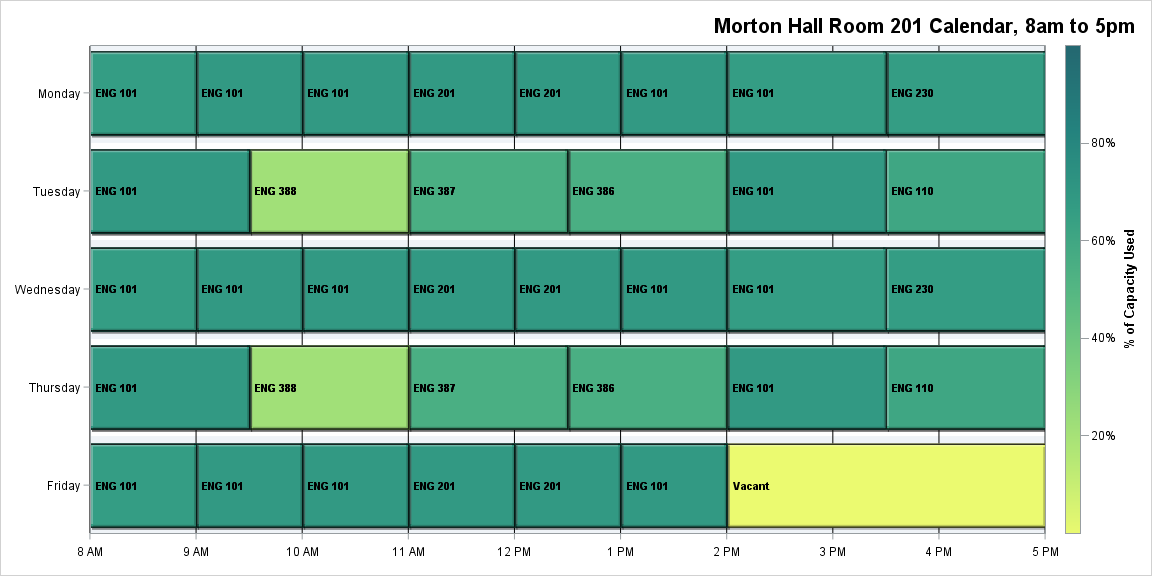 Morton Hall Room 201 Calendar, 8am to 5pm
Monday
ENG 101 ENG 101 ENG 101 ENG 201 ENG 201 ENG 101 ENG 101 ENG 230
80%
Tuesday
ENG 101 ENG 388 ENG 387 ENG 386 ENG 101 ENG 110
60%
Wednesday
ENG 101 ENG 101 ENG 101 ENG 201 ENG 201 ENG 101 ENG 101 ENG 230
% of Capacity Used
40%
Thursday
ENG 101 ENG 388 ENG 387 ENG 386 ENG 101 ENG 110
20%
Friday
ENG 101 ENG 101 ENG 101 ENG 201 ENG 201 ENG 101 Vacant
8 AM 9 AM 10 AM 11 AM 12 PM 1 PM 2 PM 3 PM 4 PM 5 PM